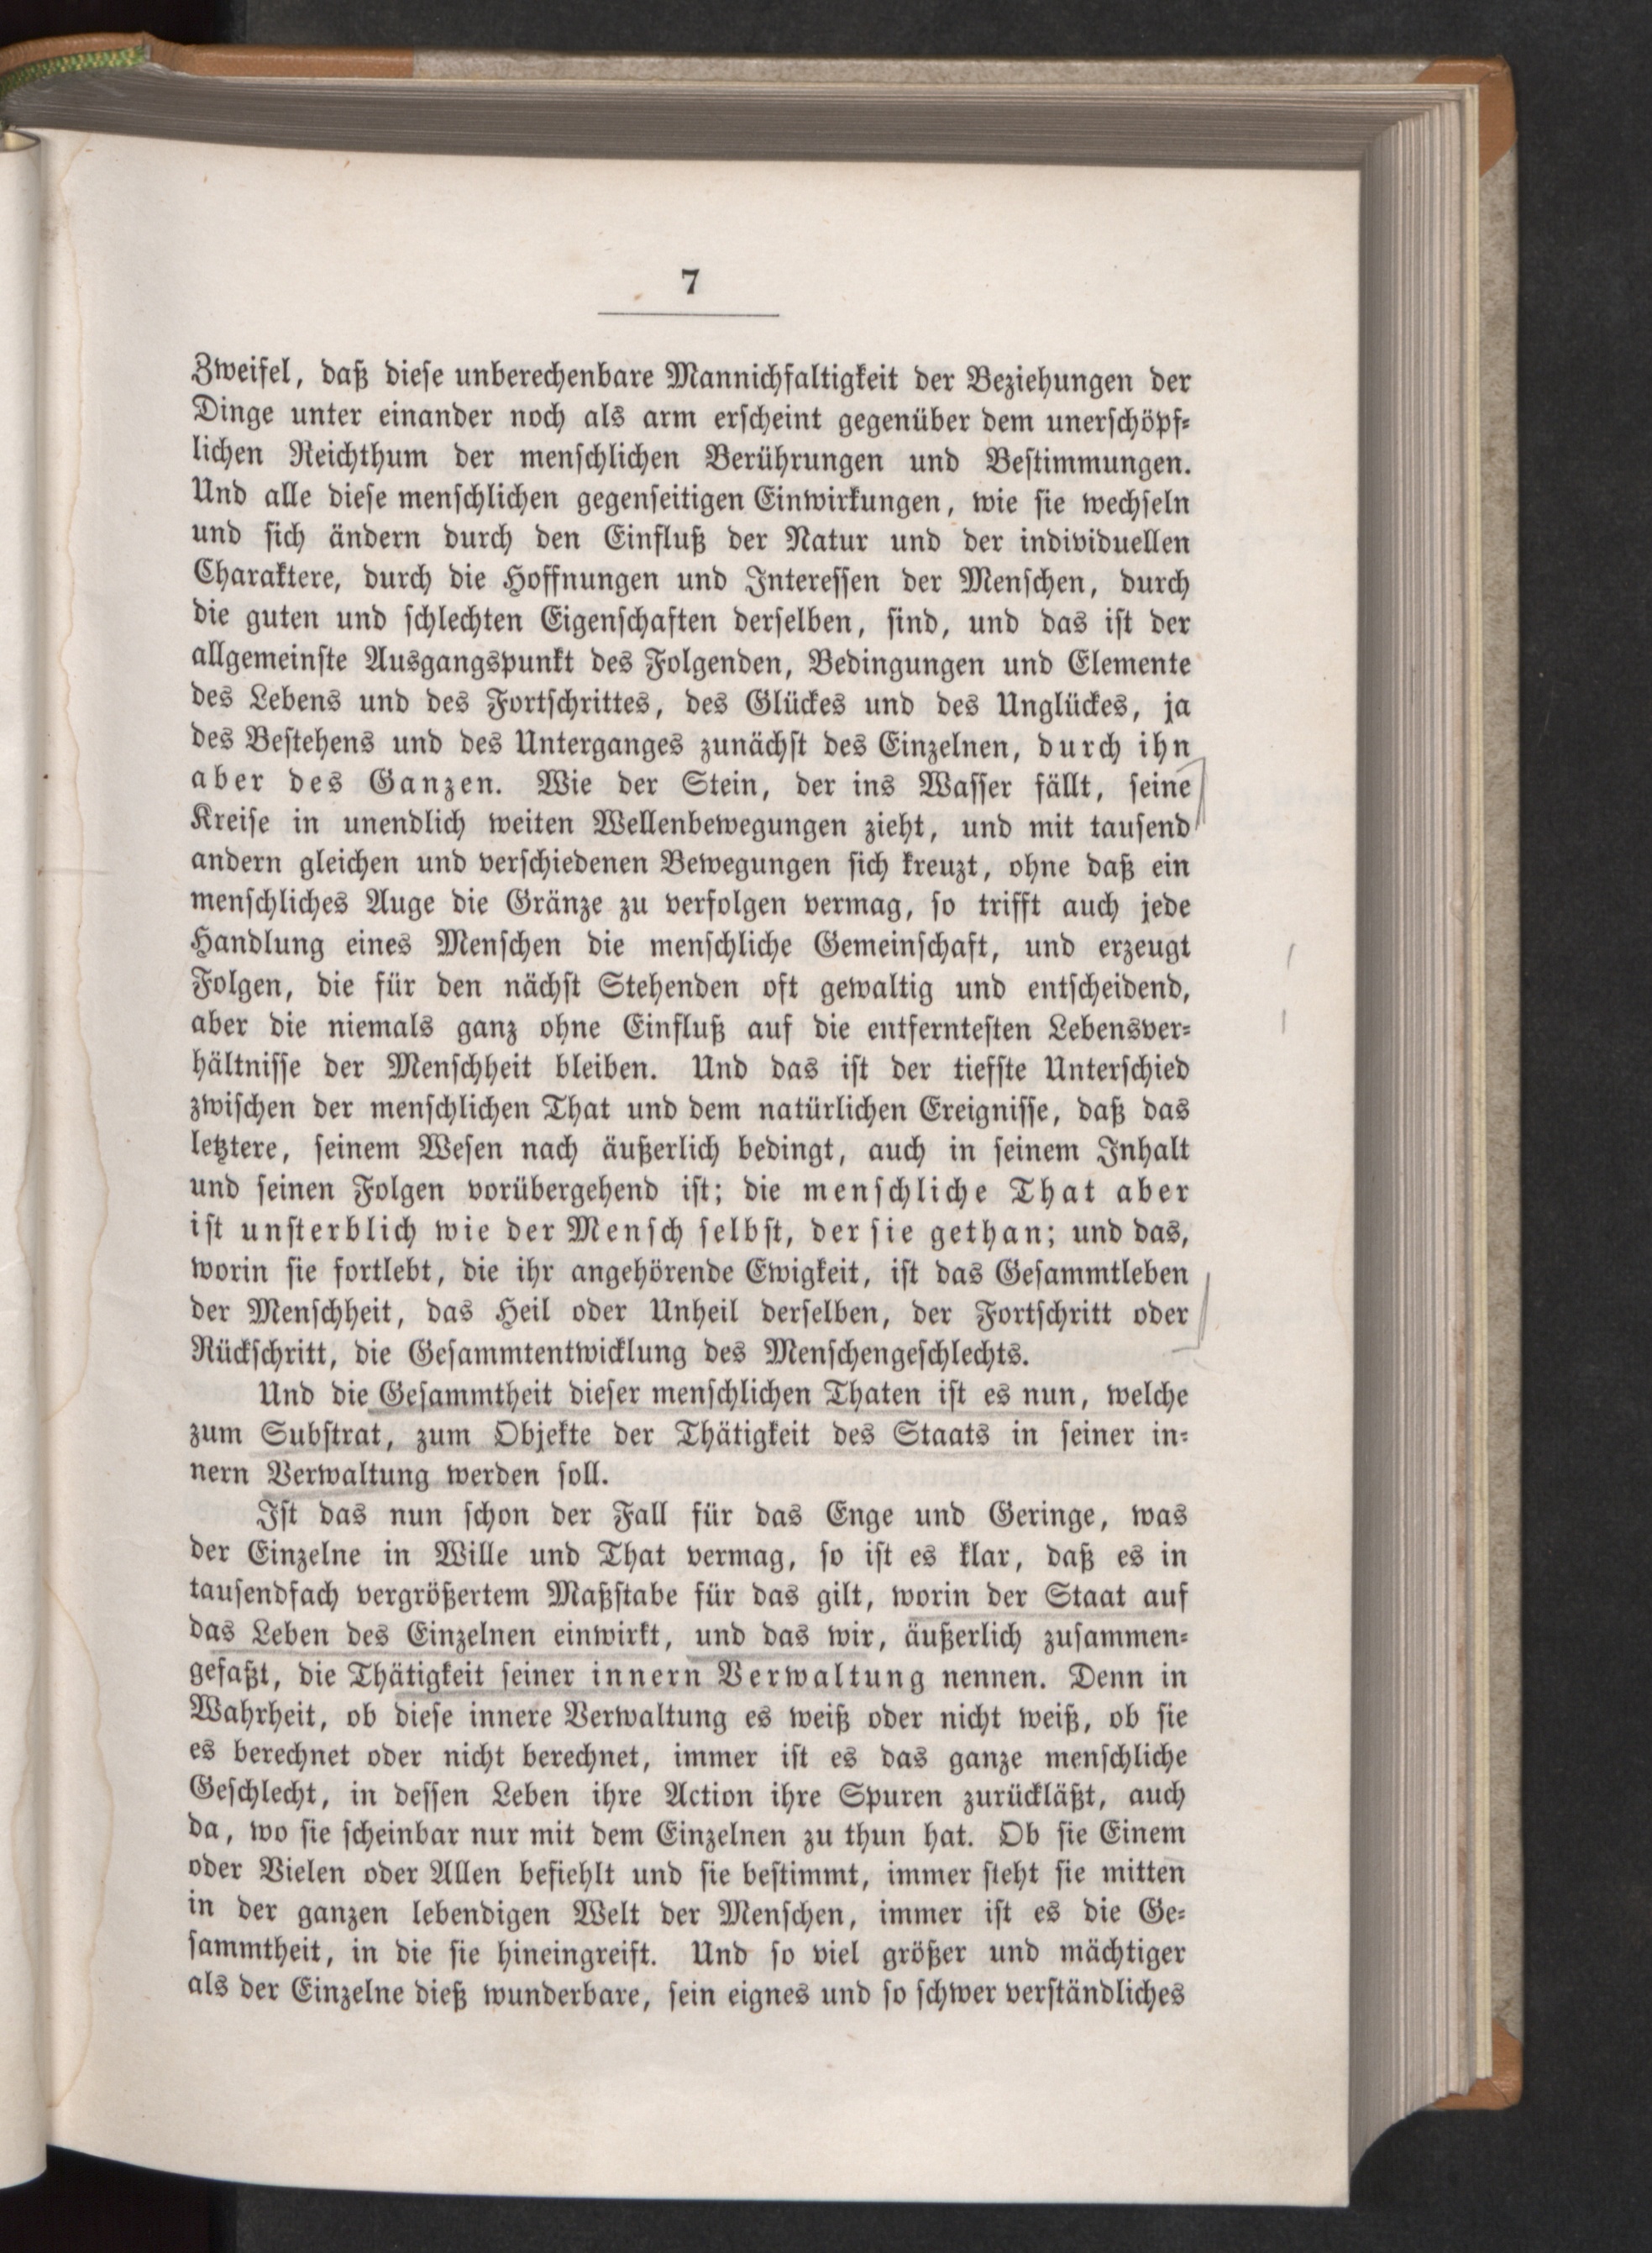 7
Zweifel, daß diese unberechenbare Mannichfaltigkeit der Beziehungen der
Dinge unter einander noch als arm erscheint gegenüber dem unerschöpf-
lichen Reichthum der menschlichen Berührungen und Bestimmungen.
Und alle diese menschlichen gegenseitigen Einwirkungen, wie sie wechseln
und sich ändern durch den Einfluß der Natur und der individuellen
Charaktere, durch die Hoffnungen und Interessen der Menschen, durch
die guten und schlechten Eigenschaften derselben, sind, und das ist der
allgemeinste Ausgangspunkt des Folgenden, Bedingungen und Elemente
des Lebens und des Fortschrittes, des Glückes und des Unglückes, ja
des Bestehens und des Unterganges zunächst des Einzelnen, durch ihn
aber des Ganzen. Wie der Stein, der ins Wasser fällt, seine
Kreise in unendlich weiten Wellenbewegungen zieht, und mit tausend
andern gleichen und verschiedenen Bewegungen sich kreuzt, ohne daß ein
menschliches Auge die Gränze zu verfolgen vermag, so trifft auch jede
Handlung eines Menschen die menschliche Gemeinschaft, und erzeugt
Folgen, die für den nächst Stehenden oft gewaltig und entscheidend,
aber die niemals ganz ohne Einfluß auf die entferntesten Lebensver-
hältnisse der Menschheit bleiben. Und das ist der tiefste Unterschied
zwischen der menschlichen That und dem natürlichen Ereignisse, daß das
letztere, seinem Wesen nach äußerlich bedingt, auch in seinem Inhalt
und seinen Folgen vorübergehend ist; die menschliche That aber
ist unsterblich wie der Mensch selbst, der sie gethan; und das,
worin sie fortlebt, die ihr angehörende Ewigkeit, ist das Gesammtleben
der Menschheit, das Heil oder Unheil derselben, der Fortschritt oder
Rückschritt, die Gesammtentwicklung des Menschengeschlechts.
Und die Gesammtheit dieser menschlichen Thaten ist es nun, welche
zum Substrat, zum Objekte der Thätigkeit des Staats in seiner in-
nern Verwaltung werden soll.
Ist das nun schon der Fall für das Enge und Geringe, was
der Einzelne in Wille und That vermag, so ist es klar, daß es in
tausendfach vergrößertem Maßstabe für das gilt, worin der Staat auf
das Leben des Einzelnen einwirkt, und das wir, äußerlich zusammen-
gefaßt, die Thätigkeit seiner innern Verwaltung nennen. Denn in
Wahrheit, ob diese innere Verwaltung es weiß oder nicht weiß, ob sie
es berechnet oder nicht berechnet, immer ist es das ganze menschliche
Geschlecht, in dessen Leben ihre Action ihre Spuren zurückläßt, auch
da, wo sie scheinbar nur mit dem Einzelnen zu thun hat. Ob sie Einem
oder Vielen oder Allen befiehlt und sie bestimmt, immer steht sie mitten
in der ganzen lebendigen Welt der Menschen, immer ist es die Ge-
sammtheit, in die sie hineingreift. Und so viel größer und mächtiger
als der Einzelne dieß wunderbare, sein eignes und so schwer verständliches